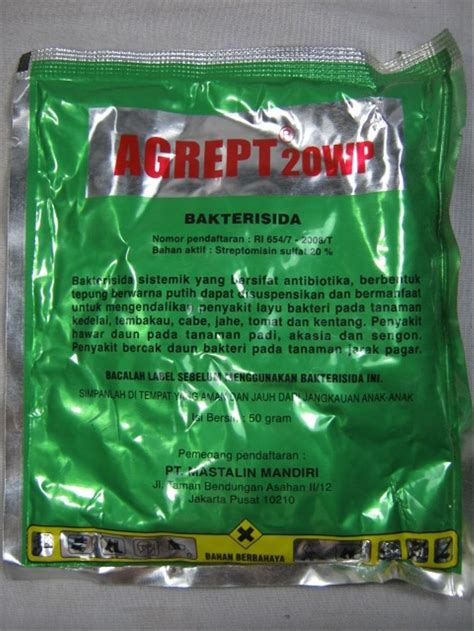 AGREPT® 20WP
BAKTERISIDA
Nomor pendaftaran : RI 654/7 - 2008/T
Bahan aktif : Streptomisin sulfat 20 %
Bakterisida sistemik yang bersifat antibiotika, berbentuk
tepung berwarna putih dapat disuspensikan dan bermanfaat
untuk mengendalikan penyakit layu bakteri pada tanaman
kedelai, tembakau, cabe, jahe, tomat dan kentang. Penyakit
hawar daun pada tanaman padi, akasia dan sengon.
Penyakit bercak daun bakteri pada tanaman jarak pagar.
BACALAH LABEL SEBELUM MENGGUNAKAN BAKTERISIDA INI.
SIMPANLAH DI TEMPAT YANG AMAN DAN JAUH DARI JANGKAUAN ANAK-ANAK
Isi Bersih : 50 gram
Pemegang pendaftaran :
PT. MASTALIN MANDIRI
Jl. Taman Bendungan Asahan II/12
Jakarta Pusat 10210
BAHAN BERBAHAYA